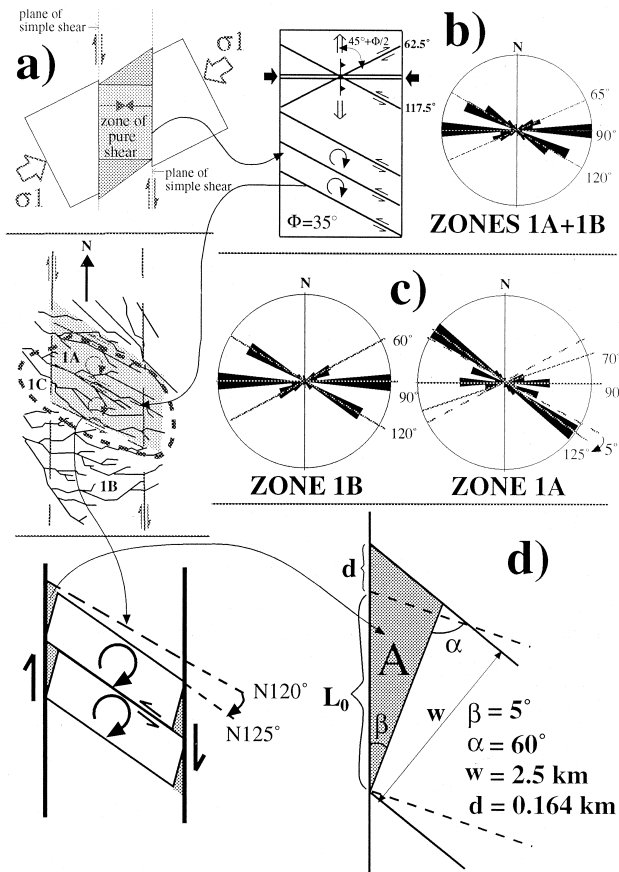 plane of
simple shear
a)
σ1
zone of
pure
shear
plane of
simple shear
σ1
45°+Φ/2
62.5°
117.5°
Φ=35°
b)
N
65°
90°
120°
ZONES 1A+1B
N
1A
1C
1B
c)
N
60°
90°
120°
ZONE 1B
N
70°
90
125°
5°
ZONE 1A
N120°
N125°
d)
d
L0
A
α
β
w
β = 5°
α = 60°
w = 2.5 km
d = 0.164 km